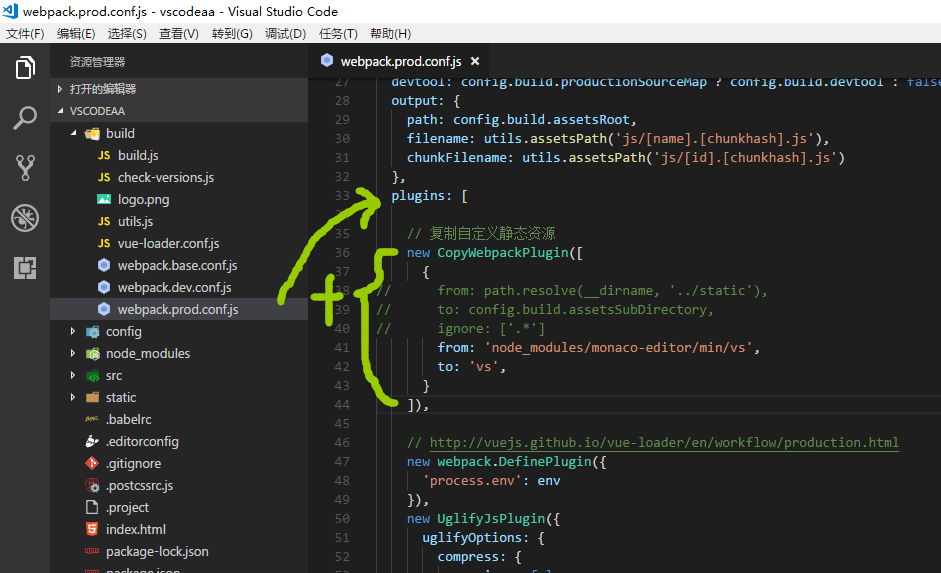 webpack.prod.conf.js - vscodeaa - Visual Studio Code
文件(F) 编辑(E) 选择(S) 查看(V) 转到(G) 调试(D) 任务(T) 帮助(H)
资源管理器
打开的编辑器
VSCODEAA
build
JS build.js
JS check-versions.js
logo.png
JS utils.js
JS vue-loader.conf.js
webpack.base.conf.js
webpack.dev.conf.js
webpack.prod.conf.js
config
node_modules
src
static
.babelrc
.editorconfig
.gitignore
.postcssrc.js
.project
index.html
package-lock.json
package.json
webpack.prod.conf.js ×
27 devtool: config.build.productionSourceMap ? config.build.devtool : false
28 output: {
29 path: config.build.assetsRoot,
30 filename: utils.assetsPath('js/[name].[chunkhash].js'),
31 chunkFilename: utils.assetsPath('js/[id].[chunkhash].js')
32 },
33 plugins: [
35 // 复制自定义静态资源
36 new CopyWebpackPlugin([
37 {
38 // from: path.resolve(__dirname, '../static'),
39 // to: config.build.assetsSubDirectory,
40 // ignore: ['.*']
41 from: 'node_modules/monaco-editor/min/vs',
42 to: 'vs',
43 }
44 ]),
45
46 // http://vuejs.github.io/vue-loader/en/workflow/production.html
47 new webpack.DefinePlugin({
48 'process.env': env
49 }),
50 new UglifyJsPlugin({
51 uglifyOptions: {
52 compress: {